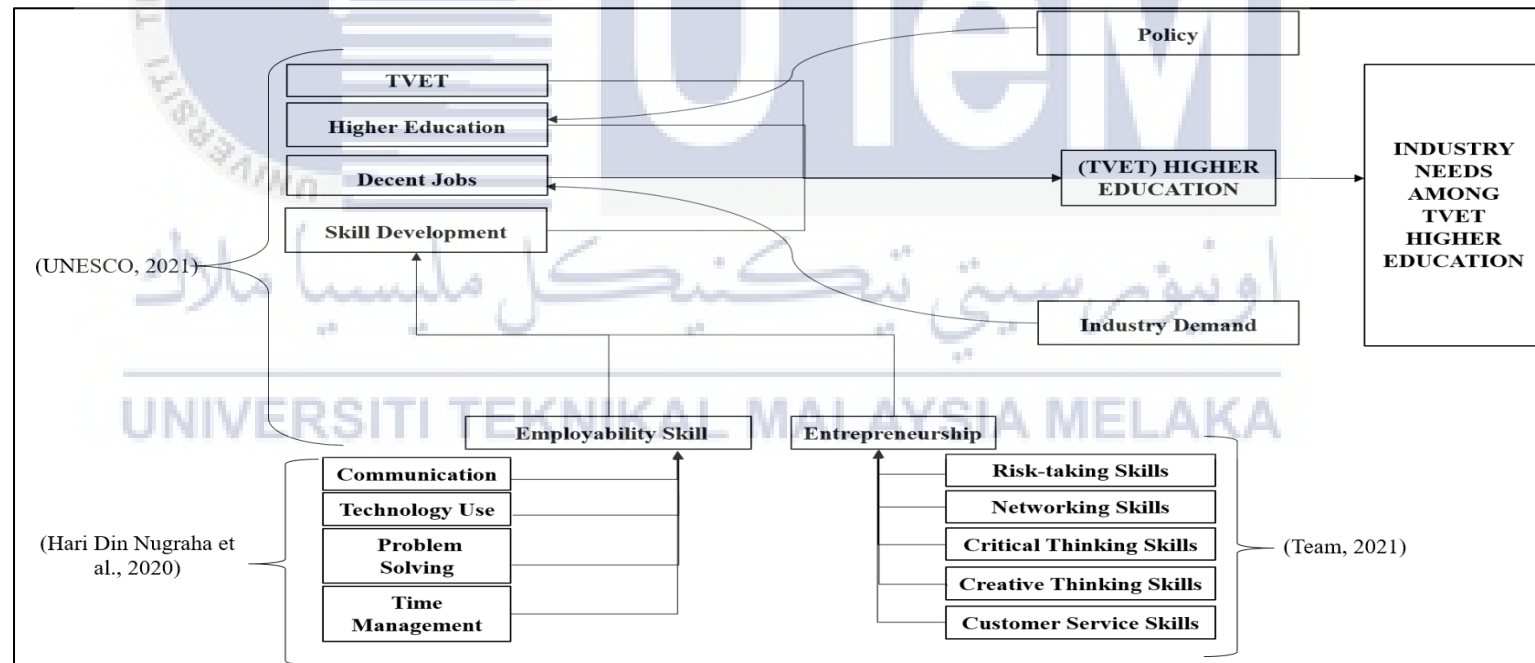 Policy
TVET
Higher Education
Decent Jobs
Skill Development
(UNESCO, 2021)
(TVET) HIGHER
EDUCATION
INDUSTRY
NEEDS
AMONG
TVET
HIGHER
EDUCATION
Industry Demand
اونيۏرسيتي تيكنيكل مليسيا ملاك
UNIVERSITI TEKNIKAL MALAYSIA MELAKA
UTeM
UNIVERSITI T
Employability Skill
Entrepreneurship
Communication
Technology Use
Problem
Solving
Time
Management
(Hari Din Nugraha et
al., 2020)
Risk-taking Skills
Networking Skills
Critical Thinking Skills
Creative Thinking Skills
Customer Service Skills
(Team, 2021)